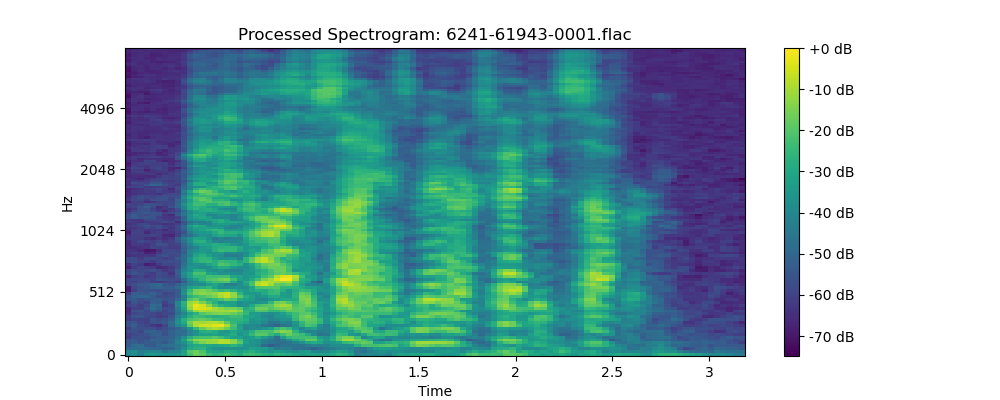 Processed Spectrogram: 6241-61943-0001.flac
Hz
4096
2048
1024
512
0
0
0.5
1
1.5
2
2.5
3
Time
+0 dB
-10 dB
-20 dB
-30 dB
-40 dB
-50 dB
-60 dB
-70 dB